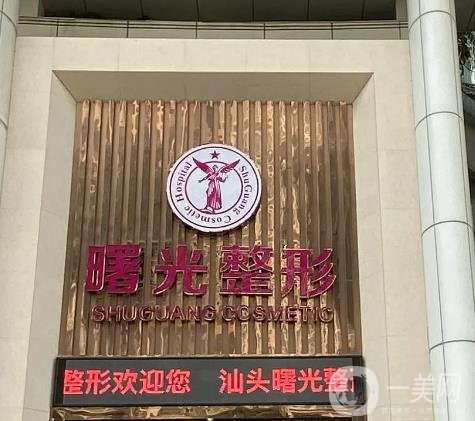 ShuGuang Cosmetic Hospital
曙光整形
SHUGUANG COSMETIC
整形欢迎您 汕头曙光整
一美网